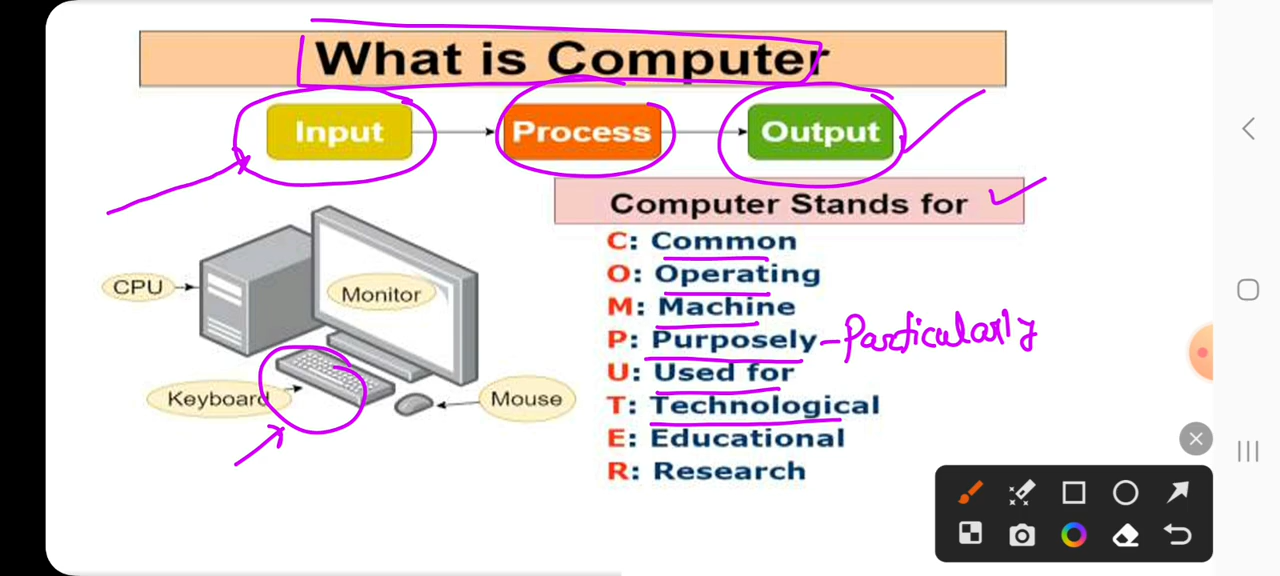 What is Computer
Input Process Output
Computer Stands for
C: Common
O: Operating
M: Machine
P: Purposely - Particularly
U: Used for
T: Technological
E: Educational
R: Research
CPU
Monitor
Keyboard
Mouse